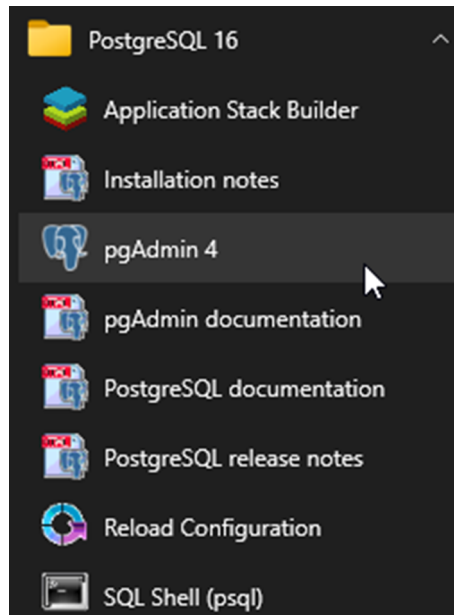 PostgreSQL 16
Application Stack Builder
Installation notes
pgAdmin 4
pgAdmin documentation
PostgreSQL documentation
PostgreSQL release notes
Reload Configuration
SQL Shell (psql)